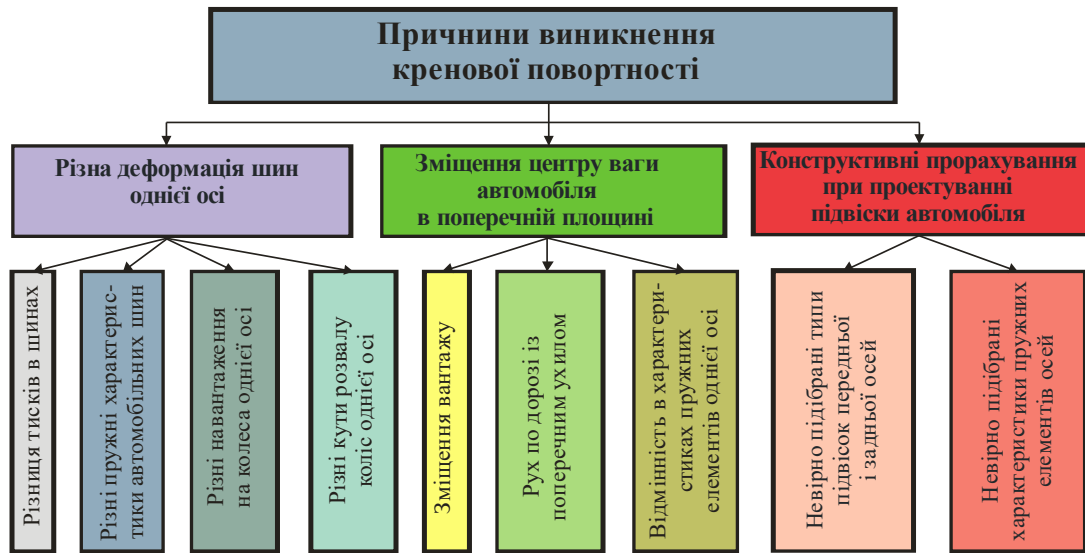 Причнини виникнення
кренової повортності
Різна деформація шин
однієї осі
Зміщення центру ваги
автомобіля
в поперечній площині
Конструктивні прорахування
при проектуванні
підвіски автомобіля
Різниця тисків в шинах
Різні пружні характерис-
тики автомобільних шин
Різні навантаження
на колеса однієї осі
Різні кути розвалу
коліс однієї осі
Зміщення вантажу
Рух по дорозі із
поперечним ухилом
Відмінність в характери-
стиках пружних
елементів однієї осі
Невірно підібрані типи
підвісок передньої
і задньої осей
Невірно підібрані
характеристики пружних
елементів осей